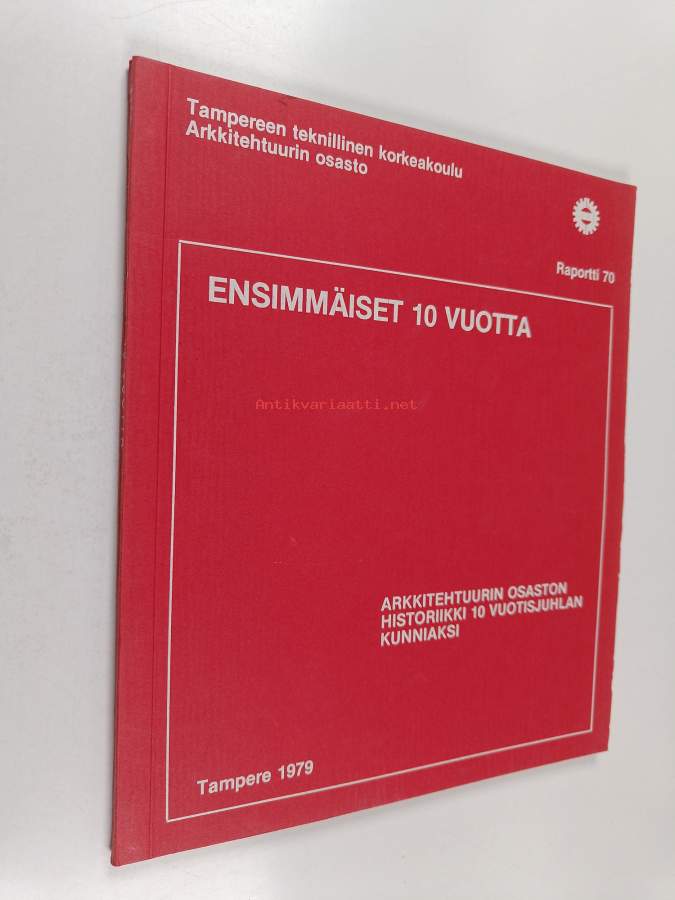 Tampereen teknillinen korkeakoulu
Arkkitehtuurin osasto
Raportti 70
ENSIMMÄISET 10 VUOTTA
Antikvariaatti.net
ARKKITEHTUURIN OSASTON
HISTORIIKKI 10 VUOTISJUHLAN
KUNNIAKSI
Tampere 1979